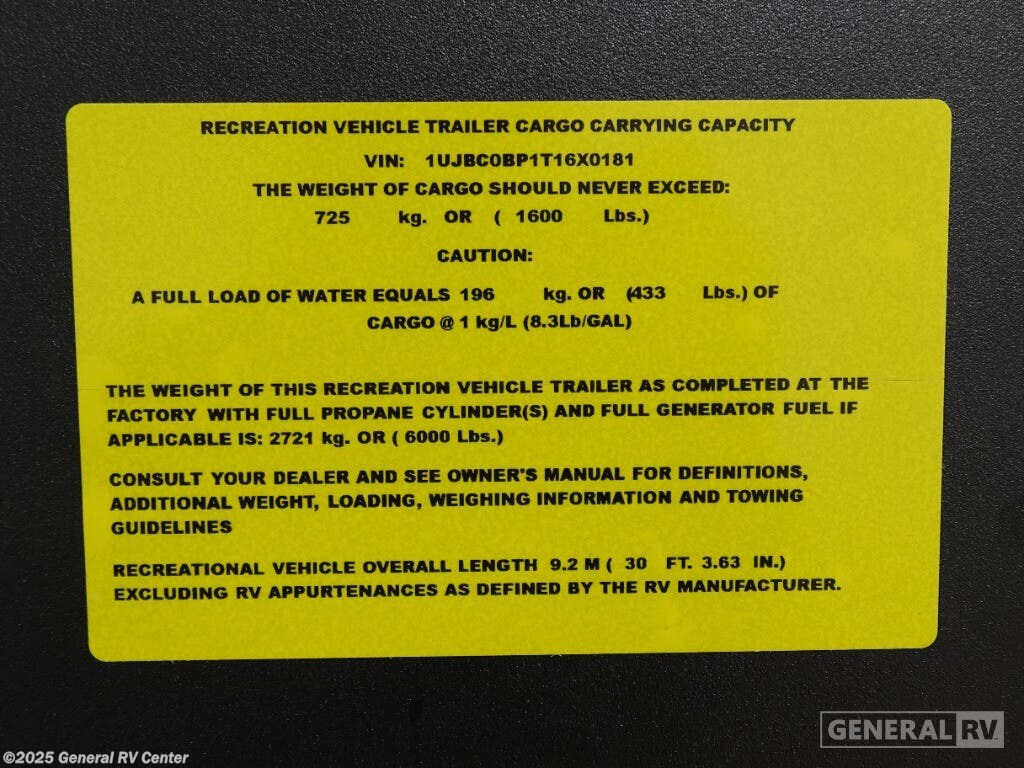 RECREATION VEHICLE TRAILER CARGO CARRYING CAPACITY
VIN: 1UJBC0BP1T16X0181
THE WEIGHT OF CARGO SHOULD NEVER EXCEED:
725 kg. OR ( 1600 Lbs.)
CAUTION:
A FULL LOAD OF WATER EQUALS 196 kg. OR (433 Lbs.) OF
CARGO @ 1 kg/L (8.3Lb/GAL)
THE WEIGHT OF THIS RECREATION VEHICLE TRAILER AS COMPLETED AT THE
FACTORY WITH FULL PROPANE CYLINDER(S) AND FULL GENERATOR FUEL IF
APPLICABLE IS: 2721 kg. OR ( 6000 Lbs.)
CONSULT YOUR DEALER AND SEE OWNER'S MANUAL FOR DEFINITIONS,
ADDITIONAL WEIGHT, LOADING, WEIGHING INFORMATION AND TOWING
GUIDELINES
RECREATIONAL VEHICLE OVERALL LENGTH 9.2 M ( 30 FT. 3.63 IN.)
EXCLUDING RV APPURTENANCES AS DEFINED BY THE RV MANUFACTURER.
GENERAL RV
©2025 General RV Center